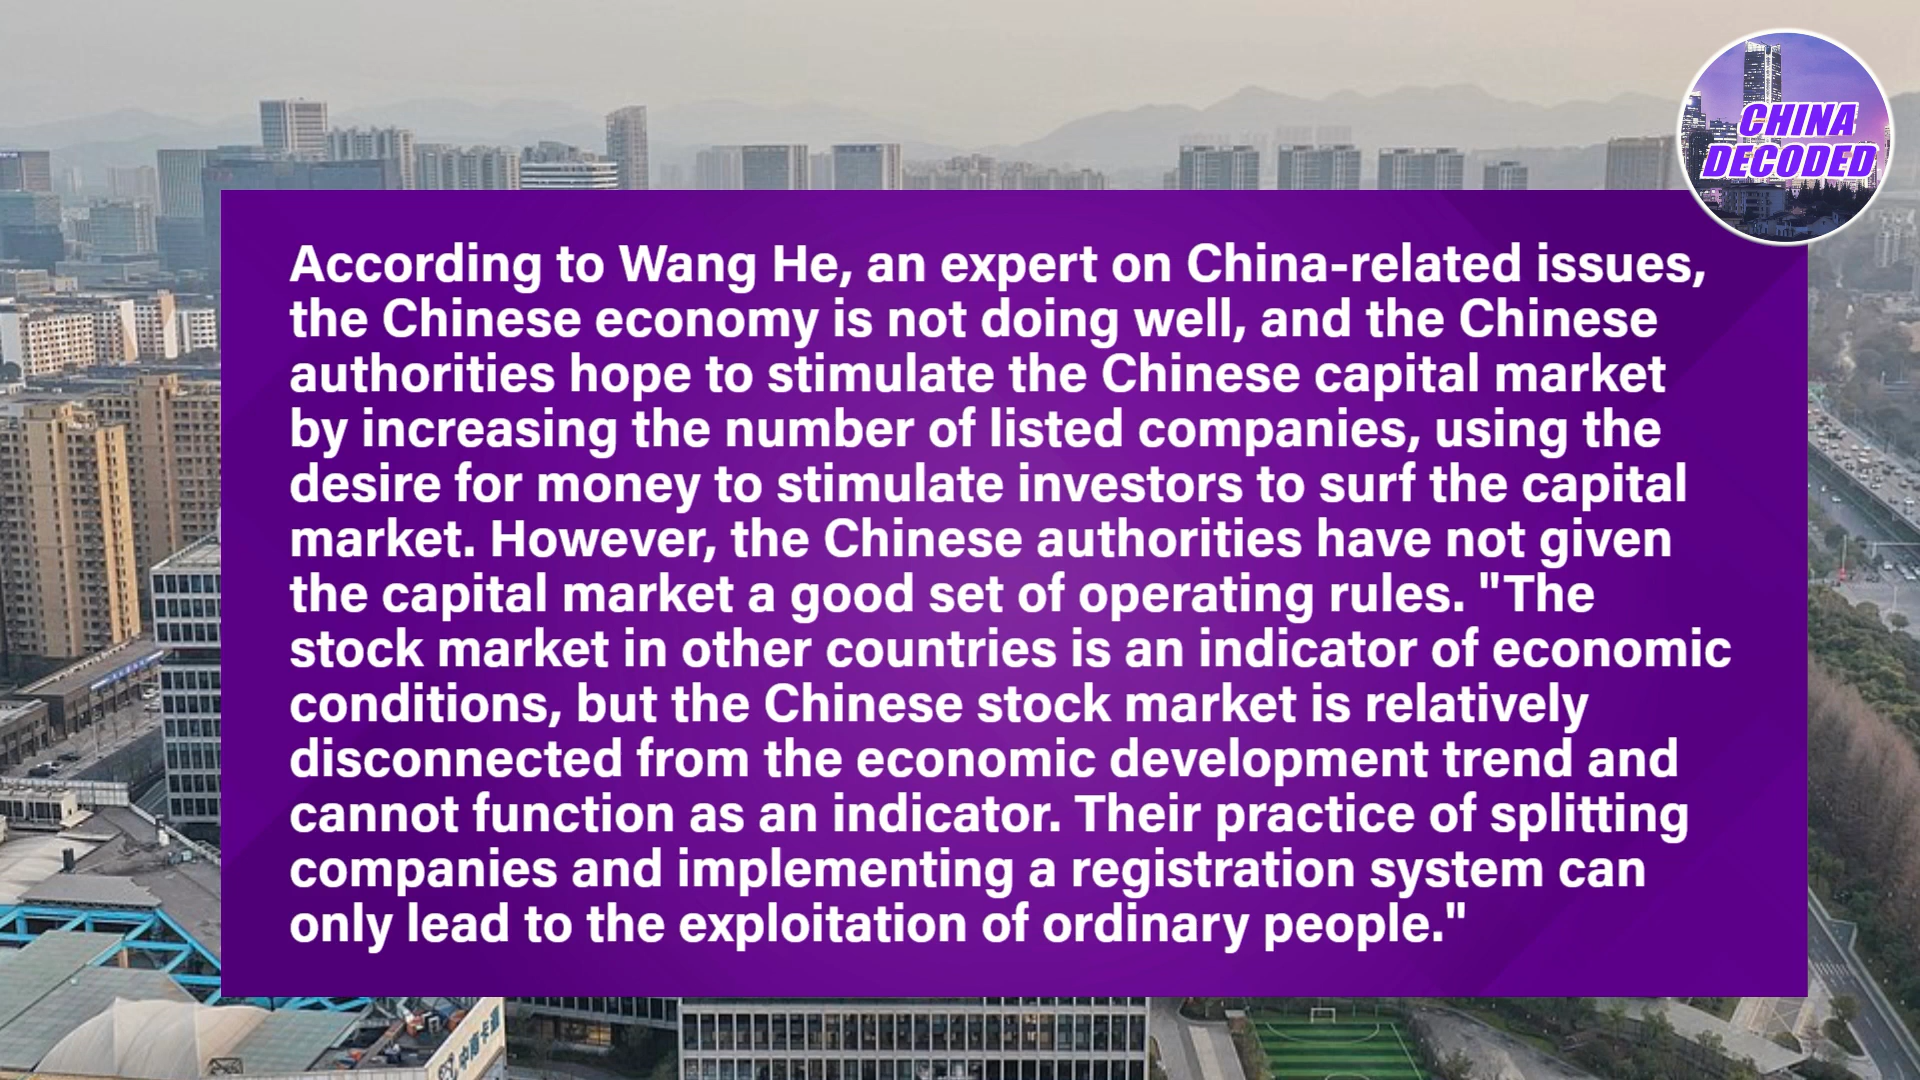 CHINA
DECODED
According to Wang He, an expert on China-related issues,
the Chinese economy is not doing well, and the Chinese
authorities hope to stimulate the Chinese capital market
by increasing the number of listed companies, using the
desire for money to stimulate investors to surf the capital
market. However, the Chinese authorities have not given
the capital market a good set of operating rules. "The
stock market in other countries is an indicator of economic
conditions, but the Chinese stock market is relatively
disconnected from the economic development trend and
cannot function as an indicator. Their practice of splitting
companies and implementing a registration system can
only lead to the exploitation of ordinary people."